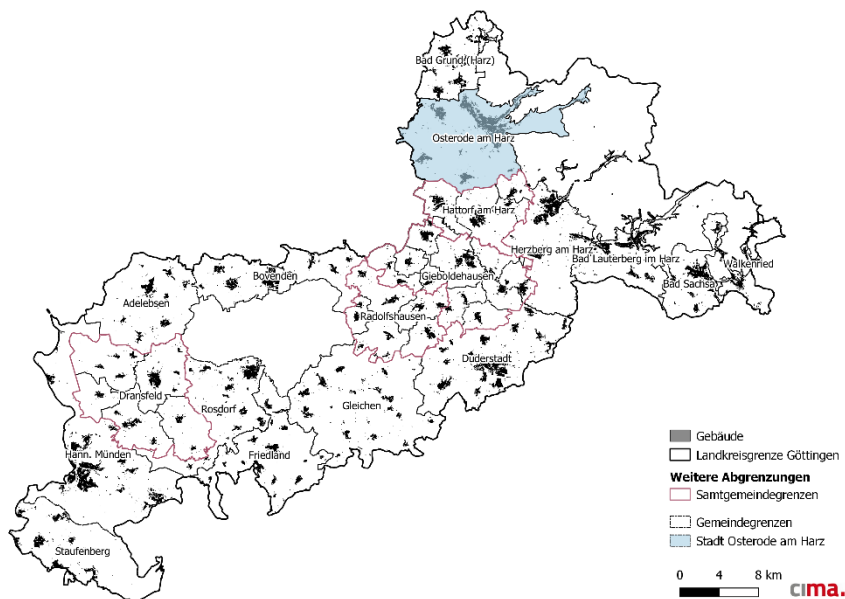 Bad Grund (Harz)
Osterode am Harz
Hattorf am Harz
Herzberg am Harz
Bad Lauterberg im Harz
Walkenried
Bad Sachsa
Bovenden
Gieboldehausen
Adelebsen
Radolfshausen
Duderstadt
Dransfeld
Rosdorf
Gleichen
Hann. Münden
Friedland
Staufenberg
Gebäude
Landkreisgrenze Göttingen
Weitere Abgrenzungen
Samtgemeindegrenzen
Gemeindegrenzen
Stadt Osterode am Harz
0 4 8 km
cima.